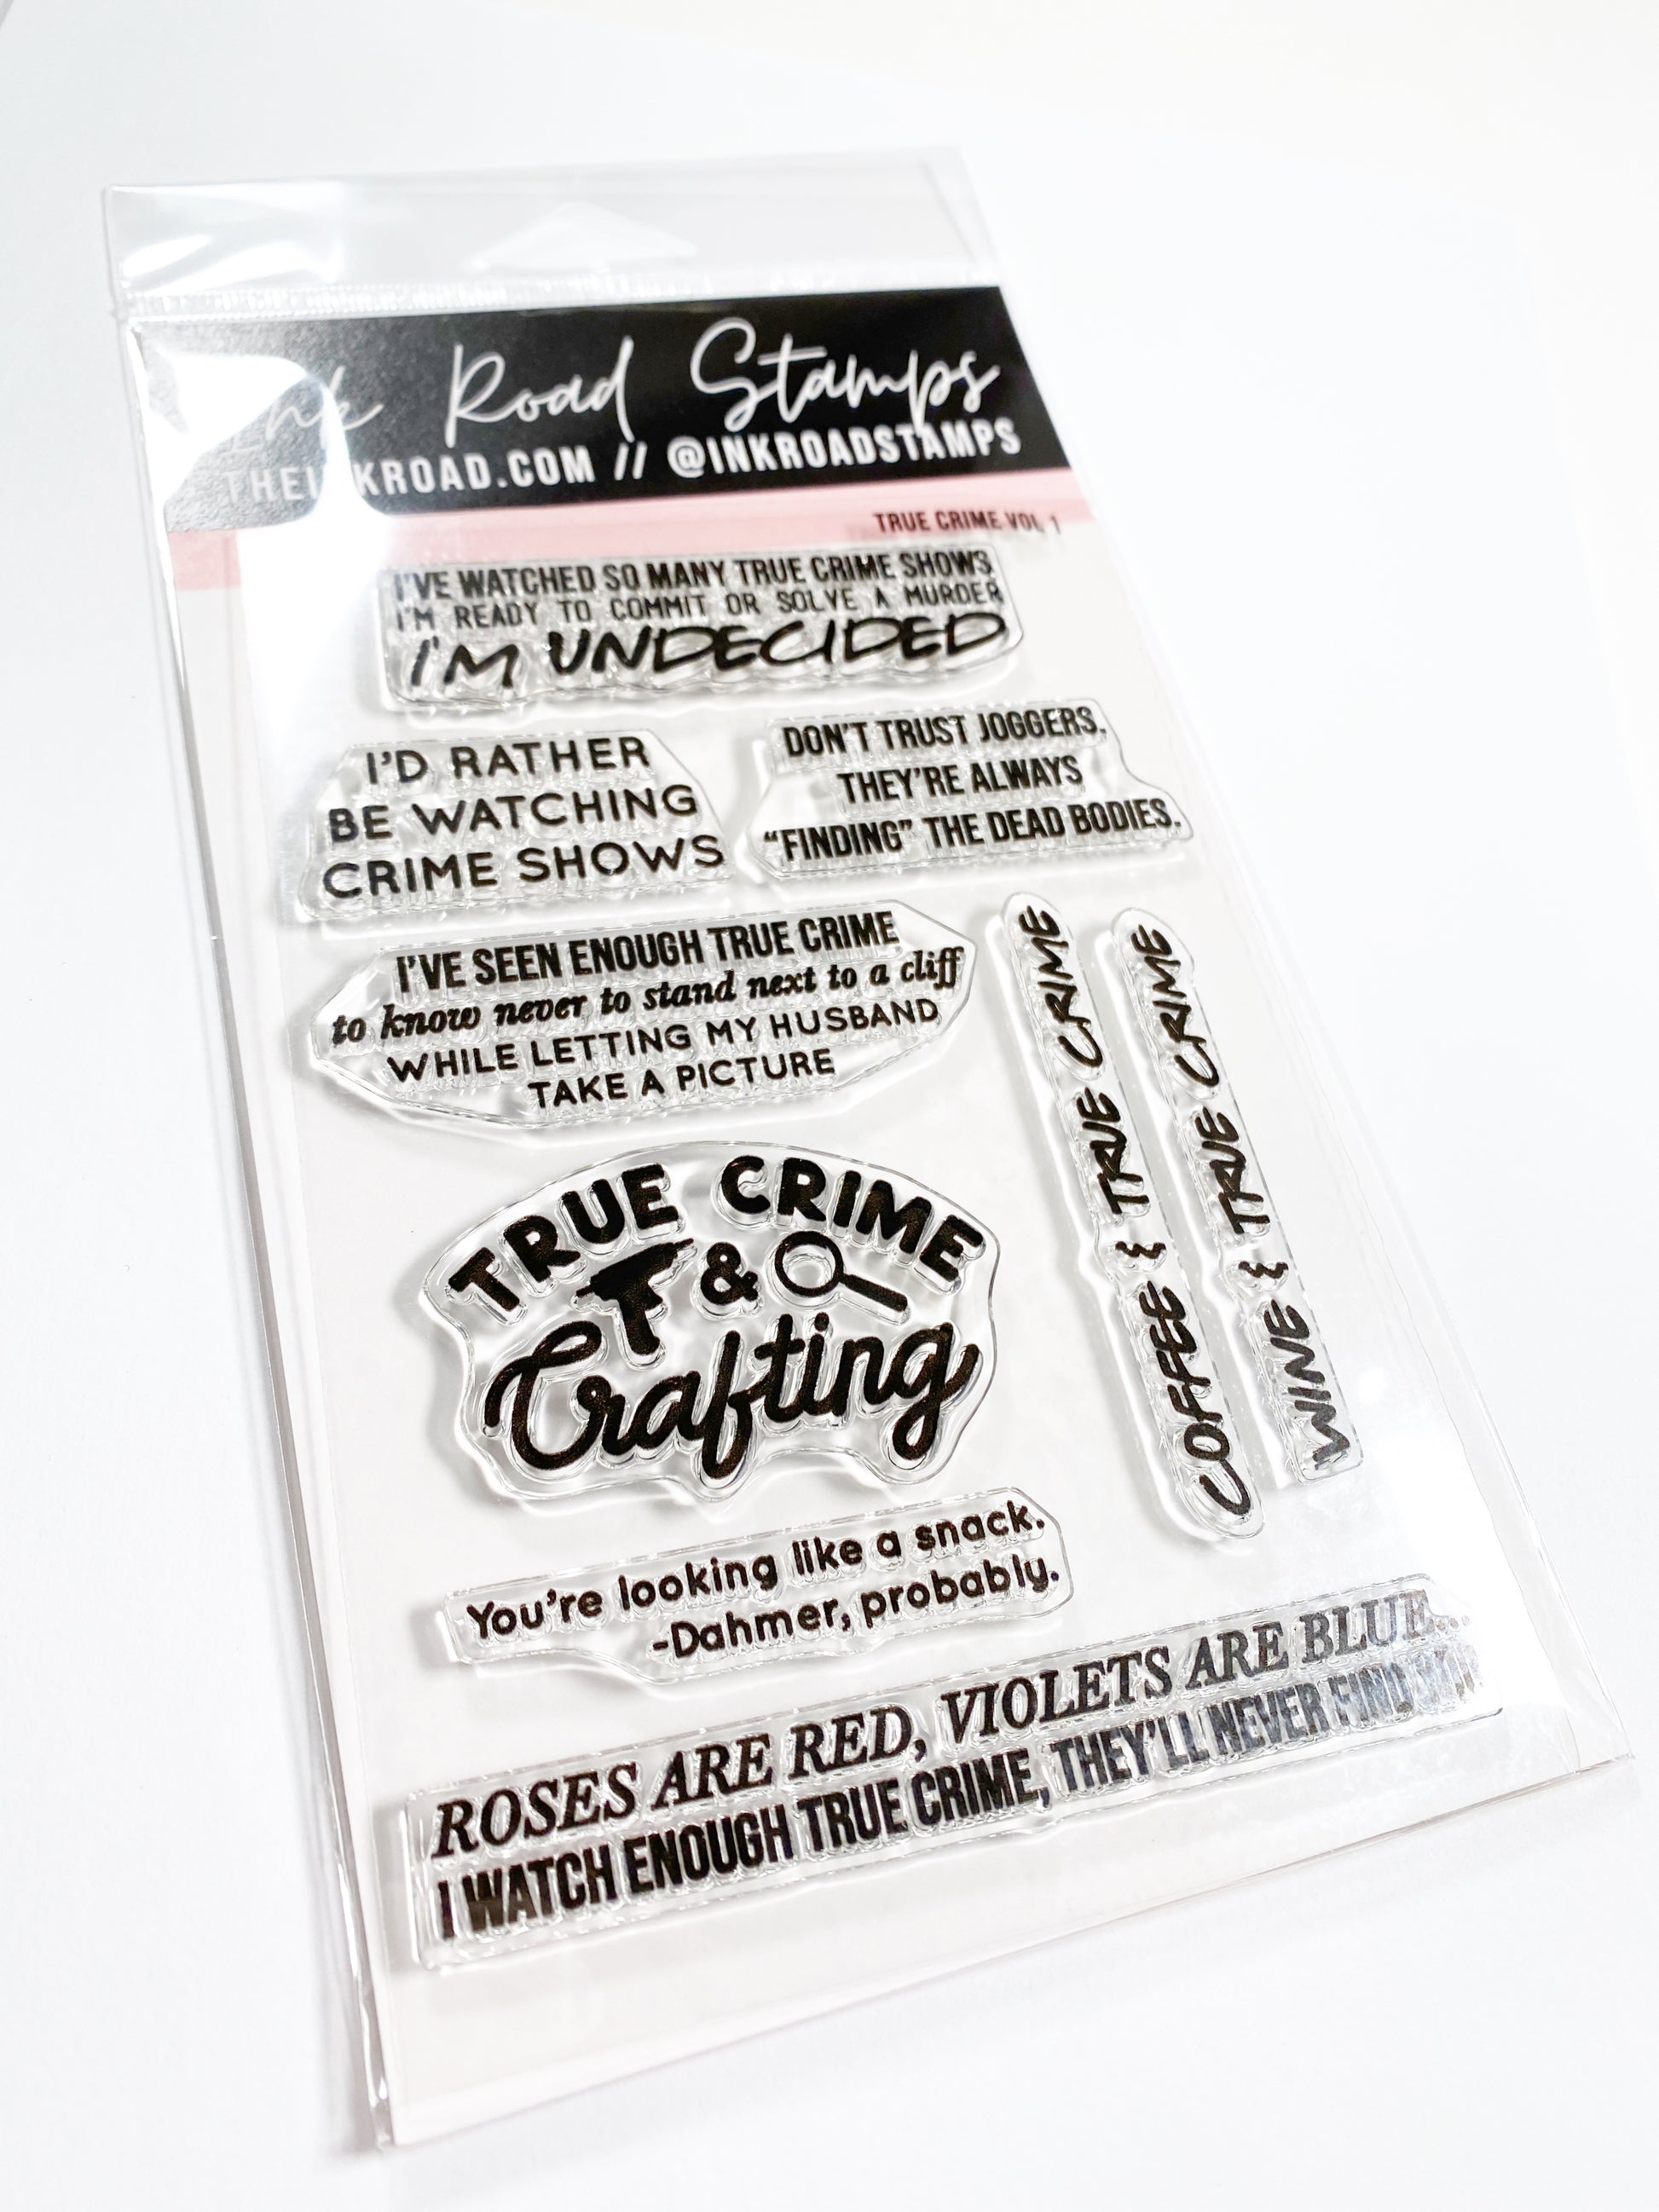 Ink Road Stamps
THEINKROAD.COM // @INKROADSTAMPS
TRUE CRIME VOL 1
I'VE WATCHED SO MANY TRUE CRIME SHOWS
I'M READY TO COMMIT OR SOLVE A MURDER
I'M UNDECIDED
I'D RATHER
BE WATCHING
CRIME SHOWS
DON'T TRUST JOGGERS.
THEY'RE ALWAYS
"FINDING" THE DEAD BODIES.
I'VE SEEN ENOUGH TRUE CRIME
to know never to stand next to a cliff
WHILE LETTING MY HUSBAND
TAKE A PICTURE
COFFEE & TRUE CRIME
WINE & TRUE CRIME
TRUE CRIME
&
Crafting
You're looking like a snack.
-Dahmer, probably.
ROSES ARE RED, VIOLETS ARE BLUE...
I WATCH ENOUGH TRUE CRIME, THEY'LL NEVER FIND YOU